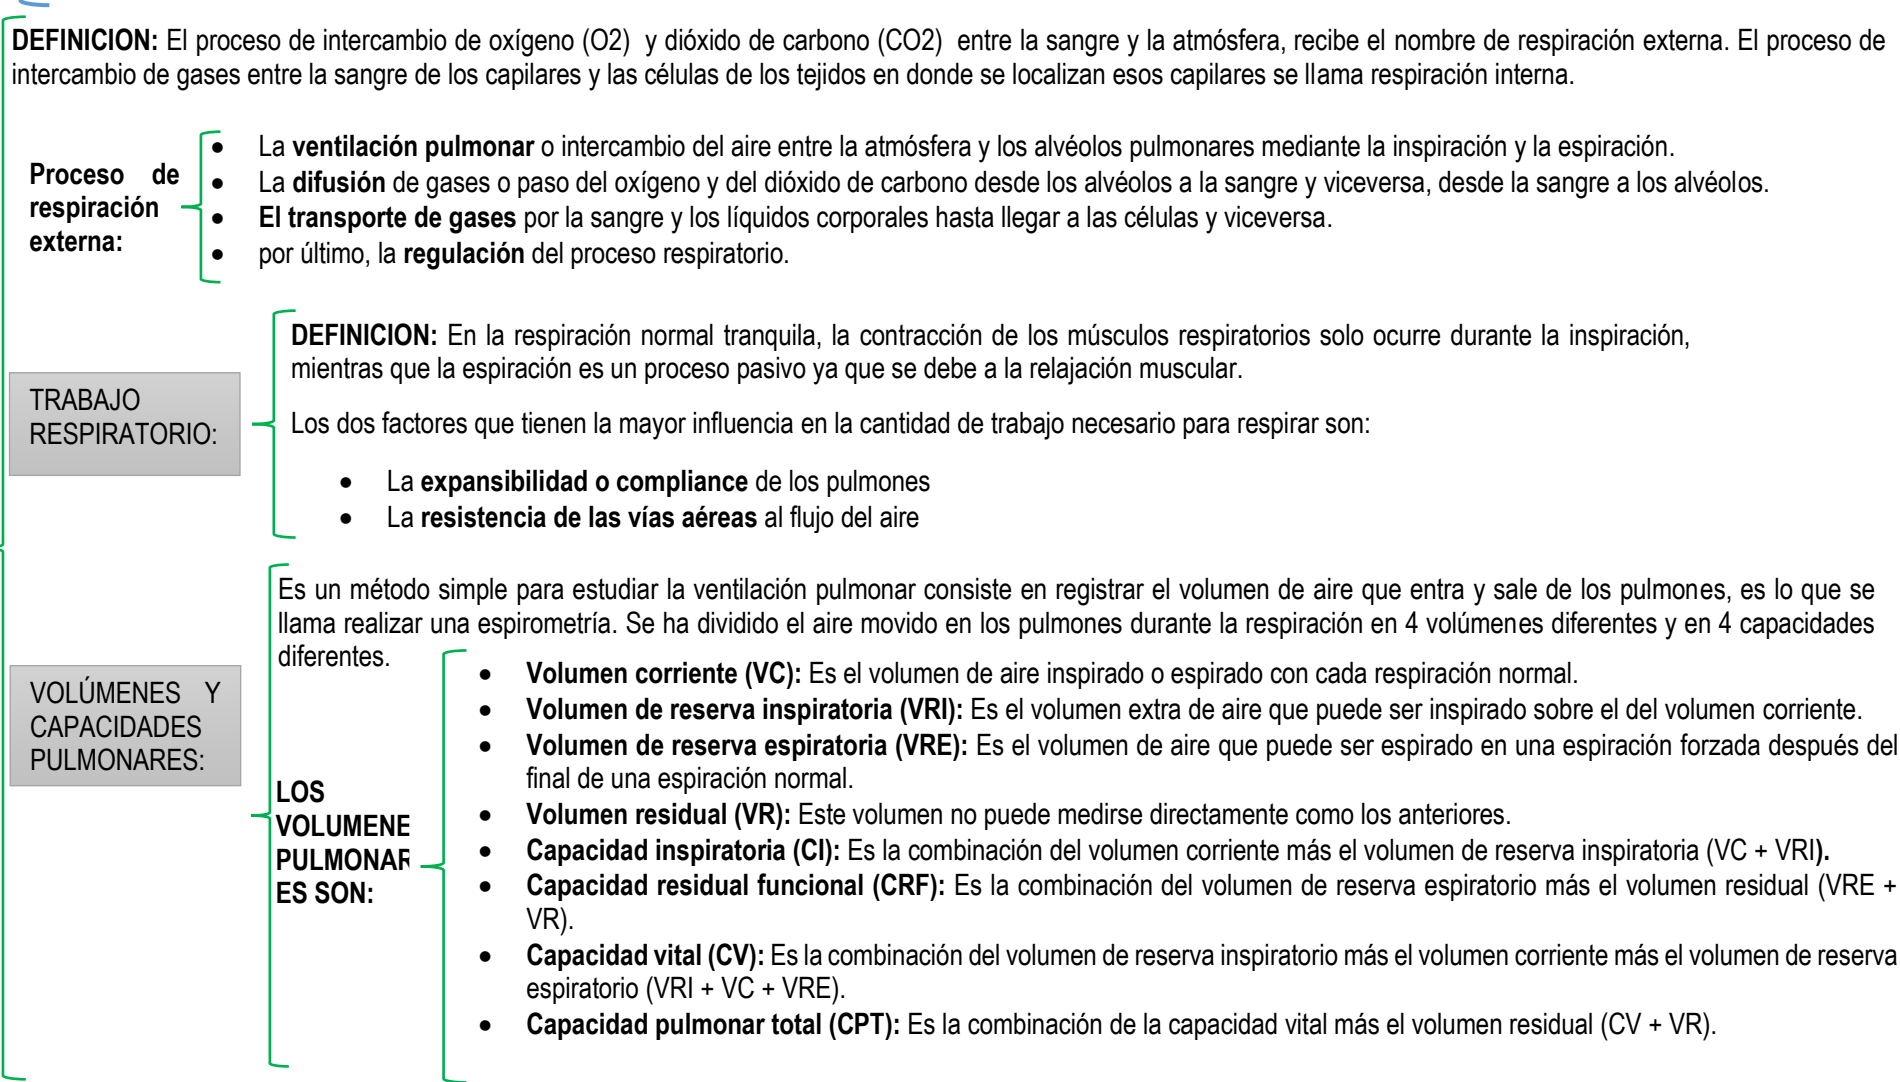 DEFINICION: El proceso de intercambio de oxígeno (O2) y dióxido de carbono (CO2) entre la sangre y la atmósfera, recibe el nombre de respiración externa. El proceso de
intercambio de gases entre la sangre de los capilares y las células de los tejidos en donde se localizan esos capilares se llama respiración interna.
Proceso de
respiración
externa:
• La ventilación pulmonar o intercambio del aire entre la atmósfera y los alvéolos pulmonares mediante la inspiración y la espiración.
• La difusión de gases o paso del oxígeno y del dióxido de carbono desde los alvéolos a la sangre y viceversa, desde la sangre a los alvéolos.
• El transporte de gases por la sangre y los líquidos corporales hasta llegar a las células y viceversa.
• por último, la regulación del proceso respiratorio.
TRABAJO
RESPIRATORIO:
DEFINICION: En la respiración normal tranquila, la contracción de los músculos respiratorios solo ocurre durante la inspiración,
mientras que la espiración es un proceso pasivo ya que se debe a la relajación muscular.
Los dos factores que tienen la mayor influencia en la cantidad de trabajo necesario para respirar son:
• La expansibilidad o compliance de los pulmones
• La resistencia de las vías aéreas al flujo del aire
VOLÚMENES Y
CAPACIDADES
PULMONARES:
Es un método simple para estudiar la ventilación pulmonar consiste en registrar el volumen de aire que entra y sale de los pulmones, es lo que se
llama realizar una espirometría. Se ha dividido el aire movido en los pulmones durante la respiración en 4 volúmenes diferentes y en 4 capacidades
diferentes.
LOS
VOLUMENE
PULMONAR
ES SON:
• Volumen corriente (VC): Es el volumen de aire inspirado o espirado con cada respiración normal.
• Volumen de reserva inspiratoria (VRI): Es el volumen extra de aire que puede ser inspirado sobre el del volumen corriente.
• Volumen de reserva espiratoria (VRE): Es el volumen de aire que puede ser espirado en una espiración forzada después del
final de una espiración normal.
• Volumen residual (VR): Este volumen no puede medirse directamente como los anteriores.
• Capacidad inspiratoria (CI): Es la combinación del volumen corriente más el volumen de reserva inspiratoria (VC + VRI).
• Capacidad residual funcional (CRF): Es la combinación del volumen de reserva espiratorio más el volumen residual (VRE +
VR).
• Capacidad vital (CV): Es la combinación del volumen de reserva inspiratorio más el volumen corriente más el volumen de reserva
espiratorio (VRI + VC + VRE).
• Capacidad pulmonar total (CPT): Es la combinación de la capacidad vital más el volumen residual (CV + VR).